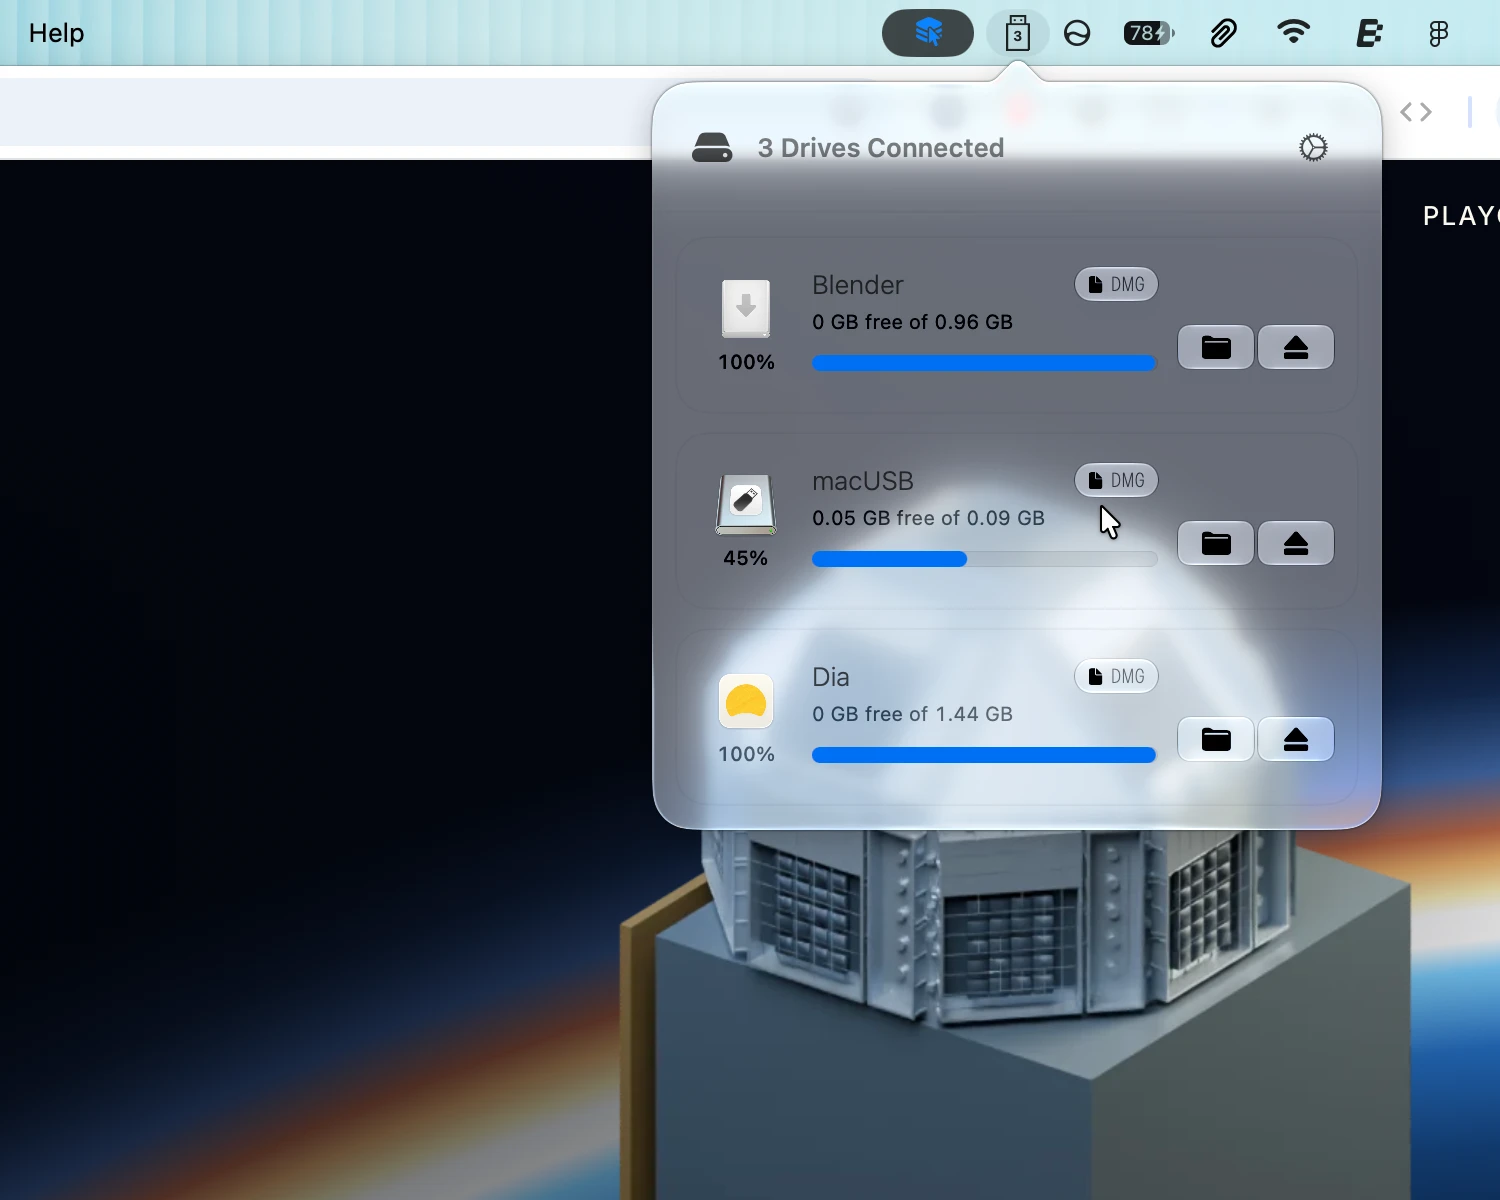 Help
3
78
3 Drives Connected
Blender
DMG
0 GB free of 0.96 GB
100%
macUSB
DMG
0.05 GB free of 0.09 GB
45%
Dia
DMG
0 GB free of 1.44 GB
100%